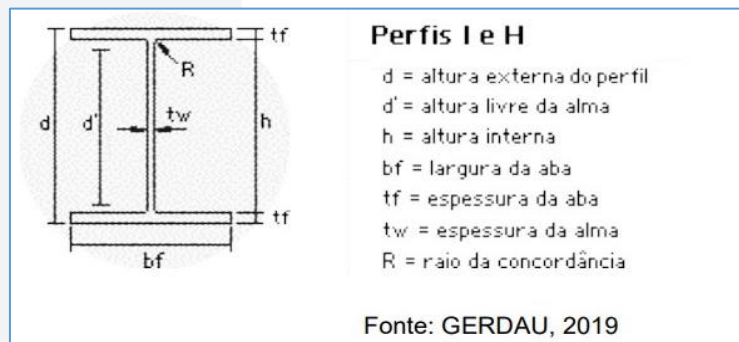 tf
R
d
d'
tw
h
tf
bf
Perfis I e H
d = altura externa do perfil
d' = altura livre da alma
h = altura interna
bf = largura da aba
tf = espessura da aba
tw = espessura da alma
R = raio da concordância
Fonte: GERDAU, 2019